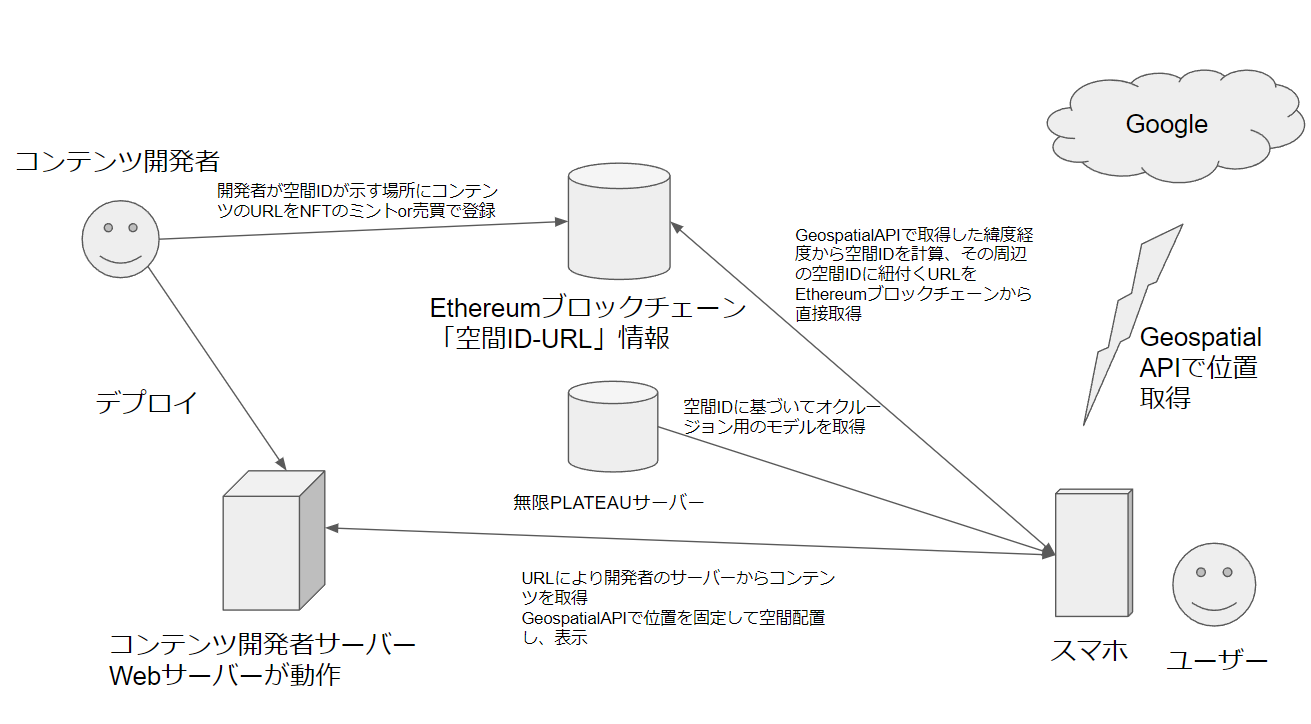 Google
コンテンツ開発者
開発者が空間IDが示す場所にコンテン
ツのURLをNFTのミントor売買で登録
GeospatialAPIで取得した緯度経
度から空間IDを計算、その周辺
の空間IDに紐付くURLを
Ethereumブロックチェーンから
直接取得
Ethereumブロックチェーン
「空間ID-URL」情報
Geospatial
APIで位置
取得
デプロイ
空間IDに基づいてオクルー
ジョン用のモデルを取得
無限PLATEAUサーバー
URLにより開発者のサーバーからコンテン
ツを取得
GeospatialAPIで位置を固定して空間配置
し、表示
コンテンツ開発者サーバー
Webサーバーが動作
スマホ
ユーザー